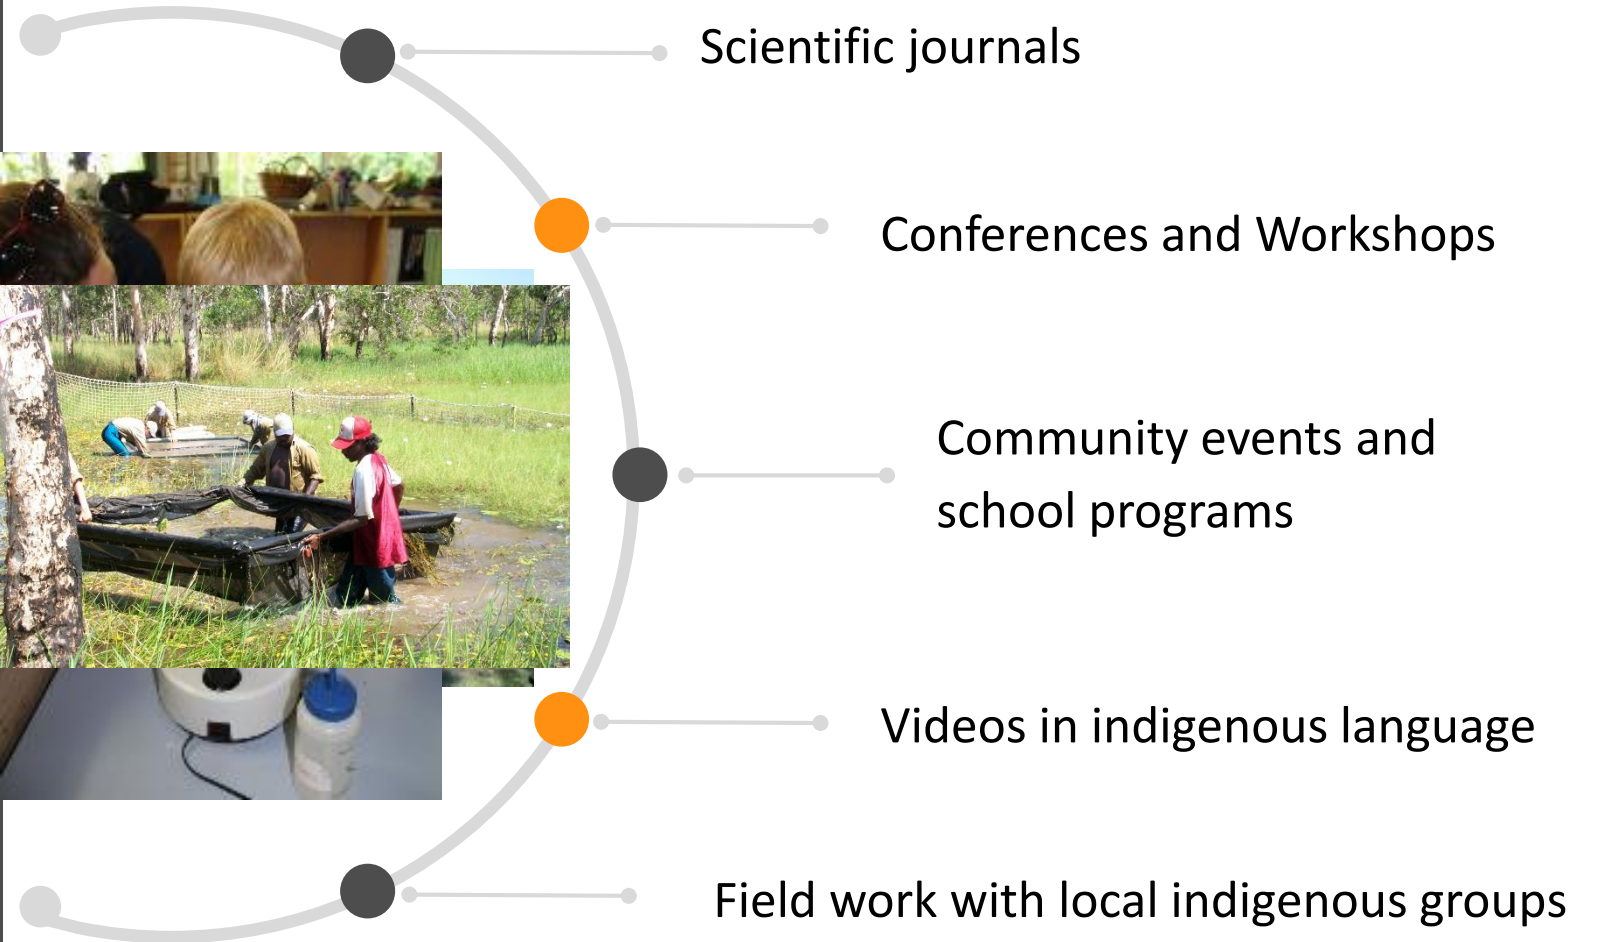 Scientific journals
Conferences and Workshops
Community events and
school programs
Videos in indigenous language
Field work with local indigenous groups